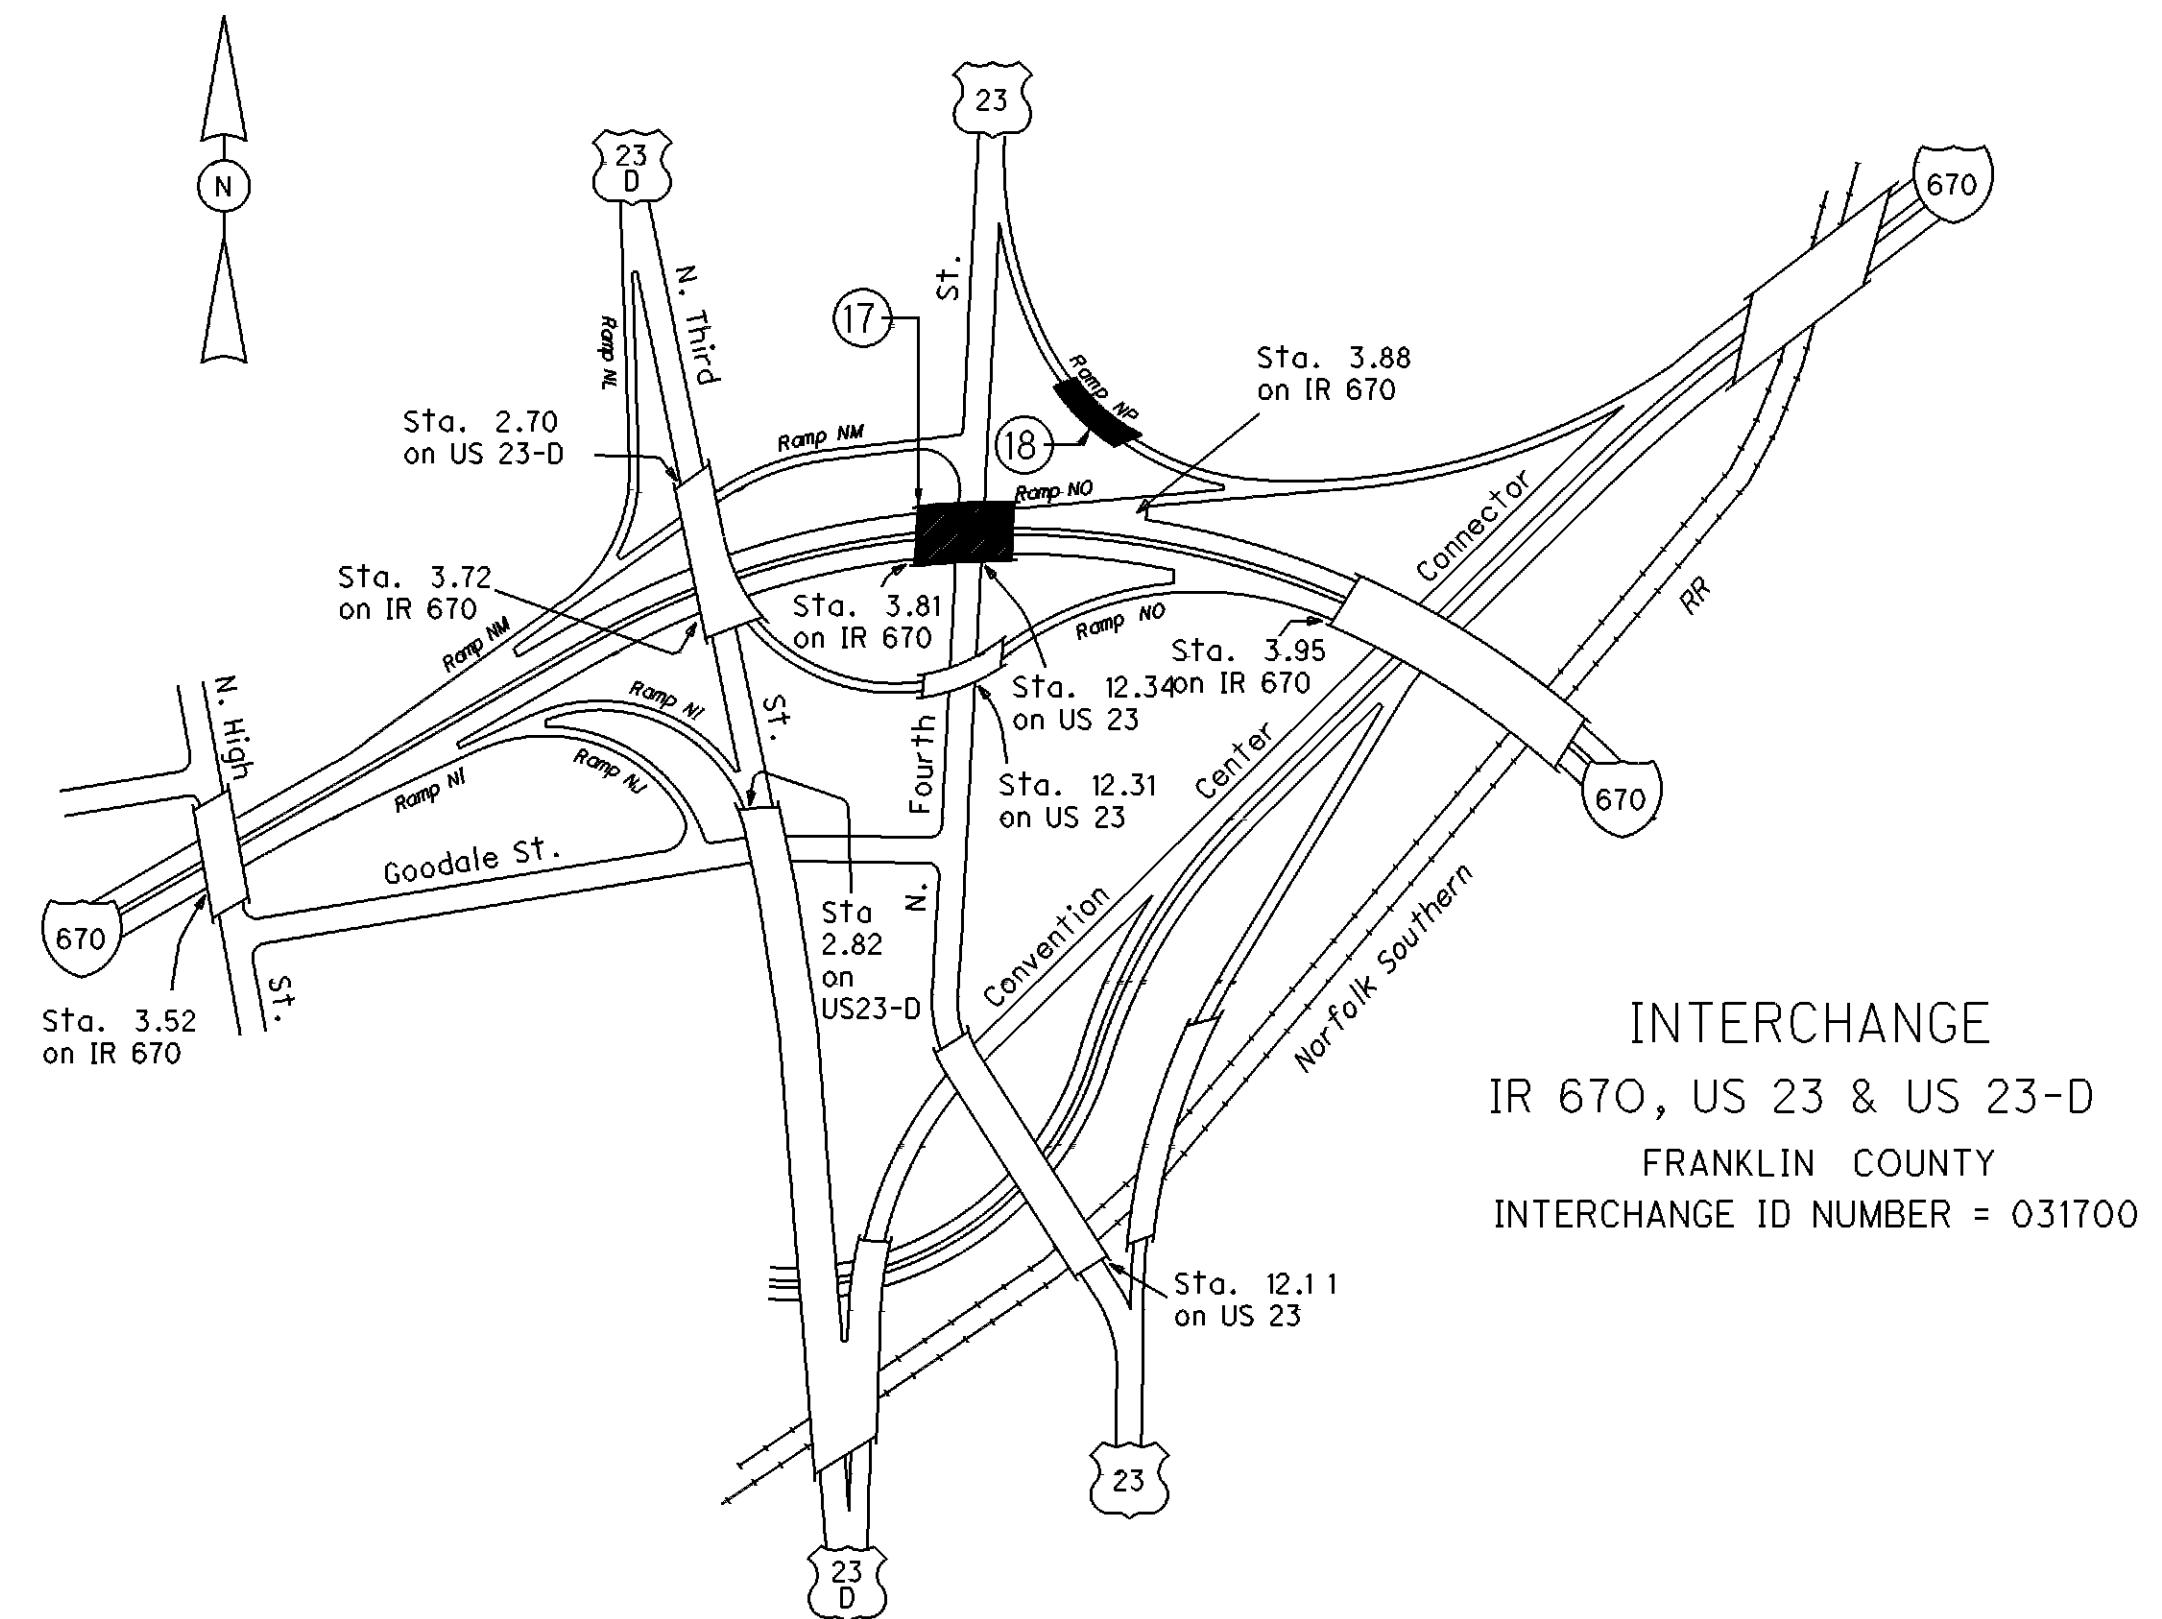 23
23
D
670
N
N. Third
St.
17
Ramp NL
Ramp NP
Sta. 3.88
on IR 670
Sta. 2.70
on US 23-D
Ramp NM
18
Ramp NO
Connector
Sta. 3.72
on IR 670
Sta. 3.81
on IR 670
Ramp NO
RR
Ramp NM
Sta. 3.95
on IR 670
Sta. 12.34
on US 23
N. High
Ramp NI
St.
Fourth
Center
Ramp NJ
Ramp NI
Sta. 12.31
on US 23
670
Goodale St.
670
Sta
2.82
on
US23-D
N.
Convention
Norfolk Southern
St.
Sta. 3.52
on IR 670
INTERCHANGE
IR 670, US 23 & US 23-D
FRANKLIN COUNTY
INTERCHANGE ID NUMBER = 031700
Sta. 12.11
on US 23
23
23
D